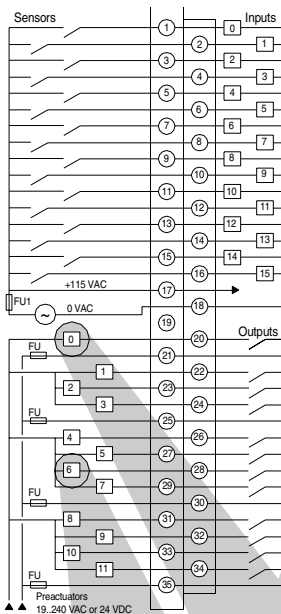 Sensors Inputs
1 0
2 1
3 2
4 3
5 4
6 5
7 6
8 7
9 8
10 9
11 10
12 11
13 12
14 13
15 14
16 15
+115 VAC 17
FU1
0 VAC 18
~
19
0 20 Outputs
FU 21
1 22
2 23
3 24
FU 25
4 26
5 27
6 28
7 29
FU 30
8 31
9 32
10 33
11 34
FU 35
Preactuators
19..240 VAC or 24 VDC